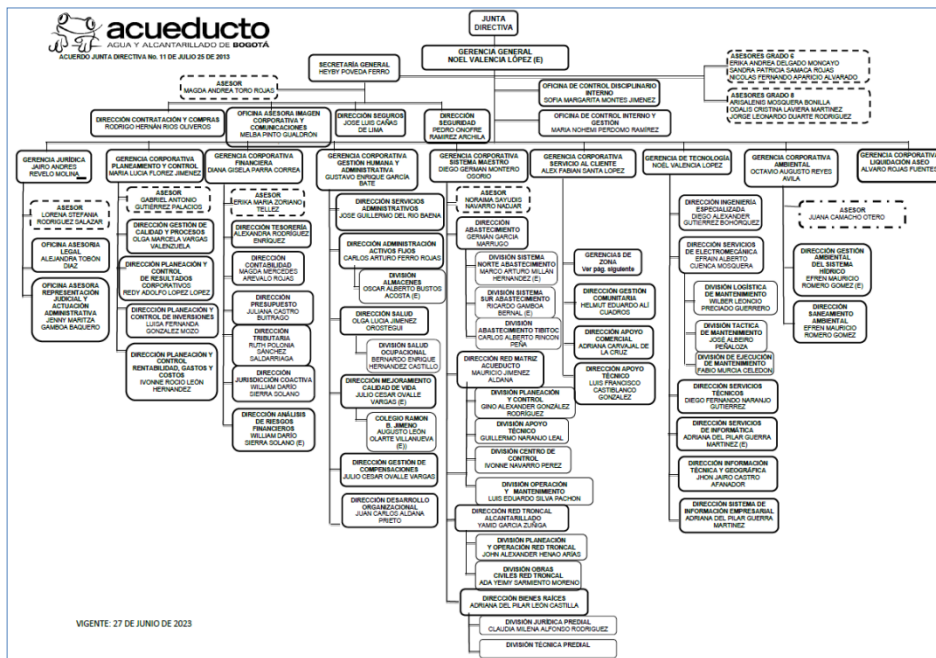 acueducto
AGUA Y ALCANTARILLADO DE BOGOTÁ
ACUERDO JUNTA DIRECTIVA No. 11 DE JULIO 25 DE 2013
JUNTA
DIRECTIVA
GERENCIA GENERAL
NOEL VALENCIA LÓPEZ (E)
SECRETARÍA GENERAL
HEYBY POVEDA FERRO
ASESORES GRADO 6
ERIKA ANDREA DELGADO MONCAYO
SANDRA PATRICIA SAMACA ROJAS
NICOLAS FERNANDO APARICIO ALVARADO
ASESORES GRADO 8
ARISALENIS MOSQUERA BONILLA
ODALIS CRISTINA LAVIERA MARTINEZ
JORGE LEONARDO DUARTE RODRIGUEZ
ASESOR
MAGDA ANDREA TORO ROJAS
OFICINA DE CONTROL DISCIPLINARIO
INTERNO
SOFIA MARGARITA MONTES JIMENEZ
OFICINA DE CONTROL INTERNO Y
GESTIÓN
MARIA NOHEMI PERDOMO RAMÍREZ
DIRECCIÓN CONTRATACIÓN Y COMPRAS
RODRIGO HERNÁN RIOS OLIVEROS
OFICINA ASESORA IMAGEN
CORPORATIVA Y
COMUNICACIONES
MELBA PINTO GUALDRÓN
DIRECCIÓN SEGUROS
JOSE LUIS CAÑAS
DE LIMA
DIRECCIÓN
SEGURIDAD
PEDRO ONOFRE
RAMIREZ ARCHILA
GERENCIA JURÍDICA
JAIRO ANDRES
REVELO MOLINA
ASESOR
LORENA STEFANIA
RODRIGUEZ SALAZAR
OFICINA ASESORIA
LEGAL
ALEJANDRA TOBÓN
DIAZ
OFICINA ASESORA
REPRESENTACIÓN
JUDICIAL Y
ACTUACIÓN
ADMINISTRATIVA
JENNY MARITZA
GAMBOA BAQUERO
GERENCIA CORPORATIVA
PLANEAMIENTO Y CONTROL
MARIA LUCIA FLOREZ JIMENEZ
ASESOR
GABRIEL ANTONIO
GUTIÉRREZ PALACIOS
DIRECCIÓN GESTIÓN DE
CALIDAD Y PROCESOS
OLGA MARCELA VARGAS
VALENZUELA
DIRECCIÓN PLANEACIÓN
Y CONTROL
DE RESULTADOS
CORPORATIVOS
REDY ADOLFO LOPEZ LOPEZ
DIRECCIÓN PLANEACIÓN Y
CONTROL DE INVERSIONES
LUISA FERNANDA
GONZALEZ MOZO
DIRECCIÓN PLANEACIÓN Y
CONTROL
RENTABILIDAD, GASTOS Y
COSTOS
IVONNE ROCIO LEON
HERNANDEZ
GERENCIA CORPORATIVA
FINANCIERA
DIANA GISELA PARRA CORREA
ASESOR
ERIKA MARIA ZORIANO
TELLEZ
DIRECCIÓN TESORERÍA
ALEXANDRA RODRÍGUEZ
ENRÍQUEZ
DIRECCIÓN
CONTABILIDAD
MAGDA MERCEDES
AREVALO ROJAS
DIRECCIÓN
PRESUPUESTO
JULIANA CASTRO
BUITRAGO
DIRECCIÓN
TRIBUTARIA
RUTH POLONIA
SÁNCHEZ
SALDARRIAGA
DIRECCIÓN
JURISDICCIÓN COACTIVA
WILLIAM DARÍO
SIERRA SOLANO
DIRECCIÓN ANÁLISIS
DE RIESGOS
FINANCIEROS
WILLIAM DARÍO
SIERRA SOLANO (E)
GERENCIA CORPORATIVA
GESTIÓN HUMANA Y
ADMINISTRATIVA
GUSTAVO ENRIQUE GARCÍA
BATE
DIRECCIÓN SERVICIOS
ADMINISTRATIVOS
JOSE GUILLERMO DEL RIO BAENA
DIRECCIÓN ADMINISTRACIÓN
ACTIVOS FIJOS
CARLOS ARTURO FERRO ROJAS
DIVISIÓN
ALMACENES
OSCAR ALBERTO BUSTOS
ACOSTA (E)
DIRECCIÓN SALUD
OLGA LUCIA JIMÉNEZ
OROSTEGUI
DIVISIÓN SALUD
OCUPACIONAL
BERNARDO ENRIQUE
HERNANDEZ CASTILLO
DIRECCIÓN MEJORAMIENTO
CALIDAD DE VIDA
JULIO CESAR OVALLE
VARGAS (E)
COLEGIO RAMON
B. JIMENO
AUGUSTO LEÓN
OLARTE VILLANUEVA
(E))
DIRECCIÓN GESTIÓN DE
COMPENSACIONES
JULIO CESAR OVALLE VARGAS
DIRECCIÓN DESARROLLO
ORGANIZACIONAL
JUAN CARLOS ALDANA
PRIETO
GERENCIA CORPORATIVA
SISTEMA MAESTRO
DIEGO GERMAN MONTERO
OSORIO
ASESOR
NORAIMA SAYUDIS
NAVARRO NADJAR
DIRECCIÓN
ABASTECIMIENTO
GERMÁN GARCIA
MARRUGO
DIVISIÓN SISTEMA
NORTE ABASTECIMIENTO
MARCO ARTURO MILLÁN
HERNÁNDEZ (E)
DIVISIÓN SISTEMA
SUR ABASTECIMIENTO
RICARDO GAMBOA
BERNAL (E)
DIVISIÓN
ABASTECIMIENTO TIBITOC
CARLOS ALBERTO RINCON
PEÑA
DIRECCIÓN RED MATRIZ
ACUEDUCTO
MAURICIO JIMENEZ
ALDANA
DIVISIÓN PLANEACIÓN
Y CONTROL
GINO ALEXANDER GONZÁLEZ
RODRÍGUEZ
DIVISIÓN APOYO
TÉCNICO
GUILLERMO NARANJO LEAL
DIVISIÓN CENTRO DE
CONTROL
IVONNE NAVARRO PEREZ
DIVISIÓN OPERACIÓN
Y MANTENIMIENTO
LUIS EDUARDO SILVA PACHON
DIRECCIÓN RED TRONCAL
ALCANTARILLADO
YAMID GARCIA ZUÑIGA
DIVISIÓN PLANEACIÓN
Y OPERACIÓN RED TRONCAL
JOHN ALEXANDER HENAO ARÍAS
DIVISIÓN OBRAS
CIVILES RED TRONCAL
ADA YEIMY SARMIENTO MORENO
DIRECCIÓN BIENES RAÍCES
ADRIANA DEL PILAR LEÓN CASTILLA
DIVISIÓN JURÍDICA PREDIAL
CLAUDIA MILENA ALFONSO RODRIGUEZ
DIVISIÓN TÉCNICA PREDIAL
GERENCIA CORPORATIVA
SERVICIO AL CLIENTE
ALEX FABIAN SANTA LOPEZ
GERENCIAS DE
ZONA
Ver pág. siguiente
DIRECCIÓN GESTIÓN
COMUNITARIA
HELMUT EDUARDO ALÍ
CUADROS
DIRECCIÓN APOYO
COMERCIAL
ADRIANA CARVAJAL DE
LA CRUZ
DIRECCIÓN APOYO
TÉCNICO
LUIS FRANCISCO
CASTIBLANCO
GONZALEZ
GERENCIA DE TECNOLOGÍA
NOEL VALENCIA LÓPEZ
DIRECCIÓN INGENIERÍA
ESPECIALIZADA
DIEGO ALEXANDER
GUTIERREZ BOHÓRQUEZ
DIRECCIÓN SERVICIOS DE
ELECTROMECÁNICA
EFRAIN ALBERTO
CUENCA MOSQUERA
DIVISIÓN LOGÍSTICA
DE MANTENIMIENTO
WILBER LEONCIO
PRECIADO GUERRERO
DIVISIÓN TACTICA DE
MANTENIMIENTO
JOSÉ ALBEIRO
PEÑALOZA
DIVISIÓN DE EJECUCIÓN DE
MANTENIMIENTO
FABIO MURCIA CELEDON
DIRECCIÓN SERVICIOS
TÉCNICOS
DIEGO FERNANDO NARANJO
GUTIERREZ
DIRECCIÓN SERVICIOS
DE INFORMÁTICA
ADRIANA DEL PILAR GUERRA
MARTINEZ (E)
DIRECCIÓN INFORMACIÓN
TÉCNICA Y GEOGRÁFICA
JHON JAIRO CASTRO
AFANADOR
DIRECCIÓN SISTEMA DE
INFORMACIÓN EMPRESARIAL
ADRIANA DEL PILAR GUERRA
MARTINEZ
GERENCIA CORPORATIVA
AMBIENTAL
OCTAVIO AUGUSTO REYES
AVILA
ASESOR
JUANA CAMACHO OTERO
DIRECCIÓN GESTIÓN
AMBIENTAL
DEL SISTEMA
HÍDRICO
EFREN MAURICIO
ROMERO GOMEZ (E)
DIRECCIÓN
SANEAMIENTO
AMBIENTAL
EFREN MAURICIO
ROMERO GOMEZ
GERENCIA CORPORATIVA
LIQUIDACIÓN ASEO
ALVARO ROJAS FUENTES
VIGENTE: 27 DE JUNIO DE 2023